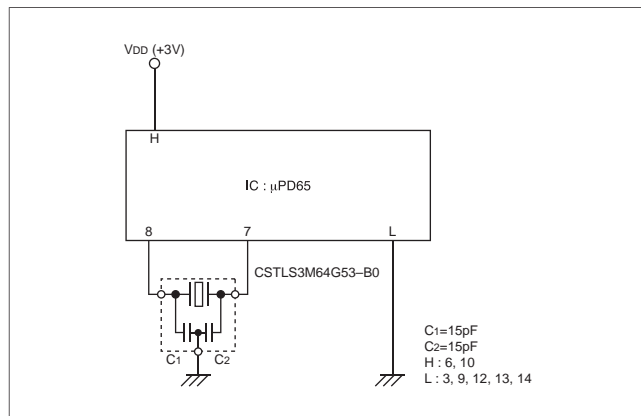 VDD (+3V)
H
IC : μPD65
8 7 L
CSTLS3M64G53–B0
C1 C2
C1=15pF
C2=15pF
H : 6, 10
L : 3, 9, 12, 13, 14